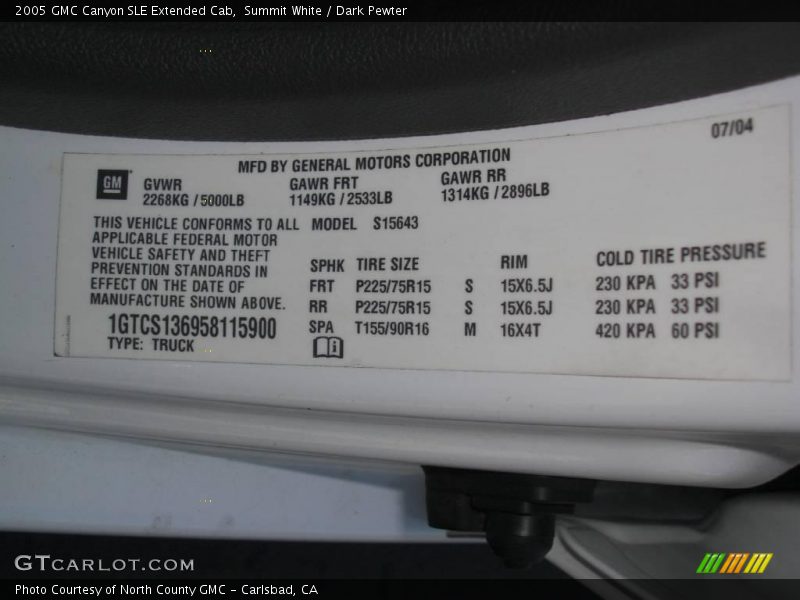 2005 GMC Canyon SLE Extended Cab, Summit White / Dark Pewter
07/04
MFD BY GENERAL MOTORS CORPORATION
GM GVWR GAWR FRT GAWR RR
2268KG / 5000LB 1149KG / 2533LB 1314KG / 2896LB
THIS VEHICLE CONFORMS TO ALL
APPLICABLE FEDERAL MOTOR
VEHICLE SAFETY AND THEFT
PREVENTION STANDARDS IN
EFFECT ON THE DATE OF
MANUFACTURE SHOWN ABOVE.
1GTCS136958115900
TYPE: TRUCK
MODEL S15643
SPHK TIRE SIZE RIM COLD TIRE PRESSURE
FRT P225/75R15 S 15X6.5J 230 KPA 33 PSI
RR P225/75R15 S 15X6.5J 230 KPA 33 PSI
SPA T155/90R16 M 16X4T 420 KPA 60 PSI
GTCARLOT.COM
Photo Courtesy of North County GMC - Carlsbad, CA